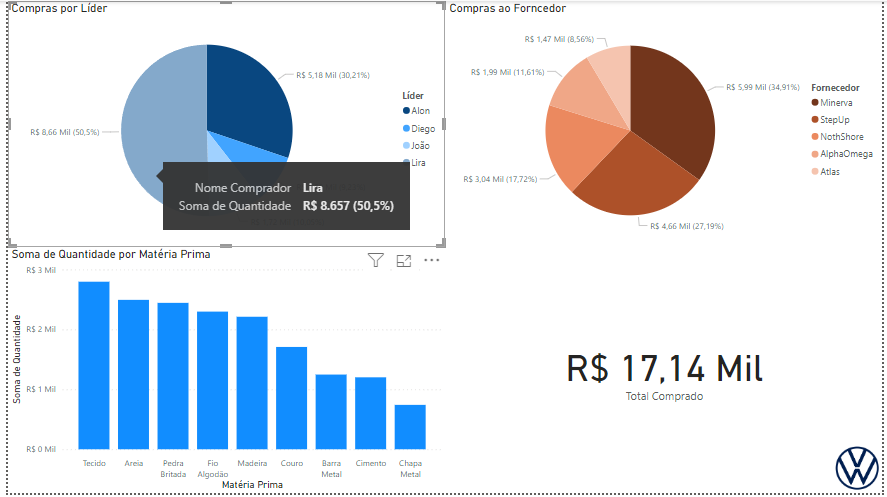 Compras por Líder
R$ 5,18 Mil (30,21%)
R$ 8,66 Mil (50,5%)
Líder
Alon
Diego
João
Lira
Nome Comprador Lira
Soma de Quantidade R$ 8.657 (50,5%)
Compras ao Forncedor
R$ 1,47 Mil (8,56%)
R$ 1,99 Mil (11,61%)
R$ 5,99 Mil (34,91%)
R$ 3,04 Mil (17,72%)
R$ 4,66 Mil (27,19%)
Fornecedor
Minerva
StepUp
NothShore
AlphaOmega
Atlas
Soma de Quantidade por Matéria Prima
Soma de Quantidade
R$ 3 Mil
R$ 2 Mil
R$ 1 Mil
R$ 0 Mil
Tecido
Areia
Pedra
Britada
Fio
Algodão
Madeira
Couro
Barra
Metal
Cimento
Chapa
Metal
Matéria Prima
R$ 17,14 Mil
Total Comprado